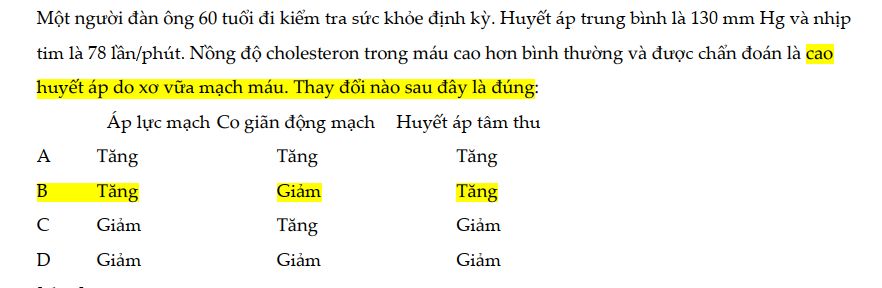 Một người đàn ông 60 tuổi đi kiểm tra sức khỏe định kỳ. Huyết áp trung bình là 130 mm Hg và nhịp
tim là 78 lần/phút. Nồng độ cholesteron trong máu cao hơn bình thường và được chẩn đoán là cao
huyết áp do xơ vữa mạch máu. Thay đổi nào sau đây là đúng:
Áp lực mạch Co giãn động mạch Huyết áp tâm thu
A Tăng Tăng Tăng
B Tăng Giảm Tăng
C Giảm Tăng Giảm
D Giảm Giảm Giảm